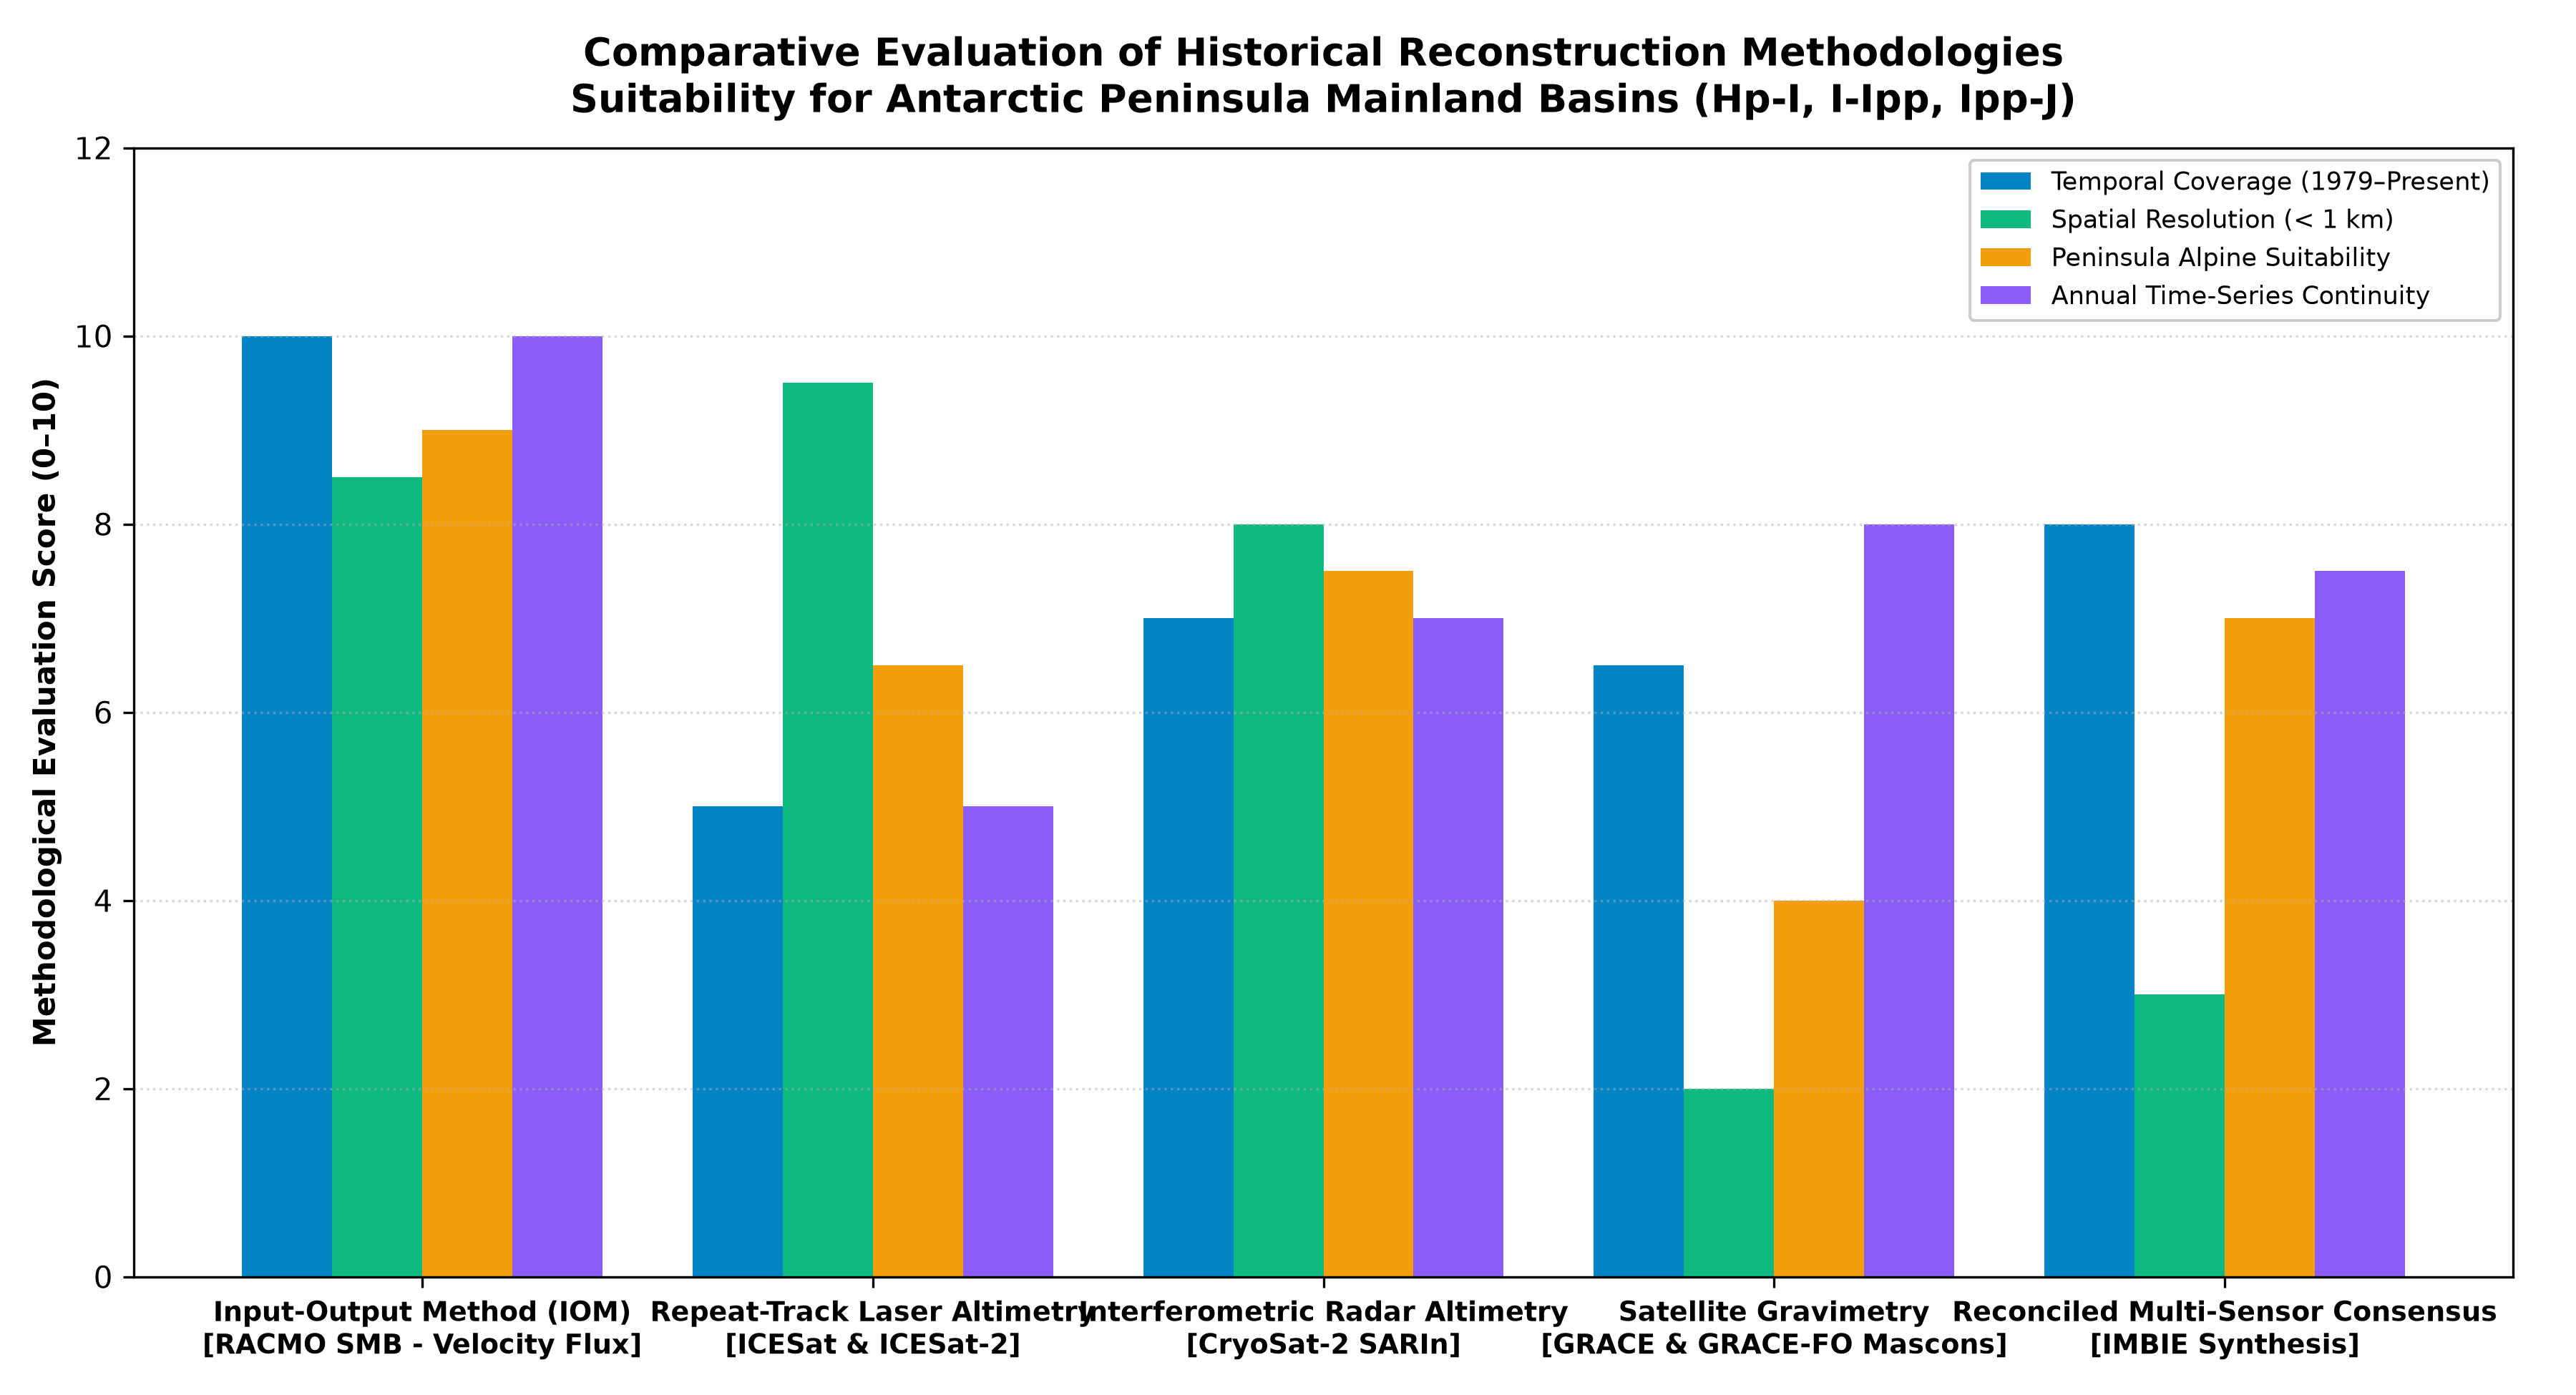 Comparative Evaluation of Historical Reconstruction Methodologies
Suitability for Antarctic Peninsula Mainland Basins (Hp-I, I-Ipp, Ipp-J)
Methodological Evaluation Score (0–10)
12
10
8
6
4
2
0
Temporal Coverage (1979–Present)
Spatial Resolution (< 1 km)
Peninsula Alpine Suitability
Annual Time-Series Continuity
Input-Output Method (IOM)
[RACMO SMB - Velocity Flux]
Repeat-Track Laser Altimetry
[ICESat & ICESat-2]
Interferometric Radar Altimetry
[CryoSat-2 SARIn]
Satellite Gravimetry
[GRACE & GRACE-FO Mascons]
Reconciled Multi-Sensor Consensus
[IMBIE Synthesis]